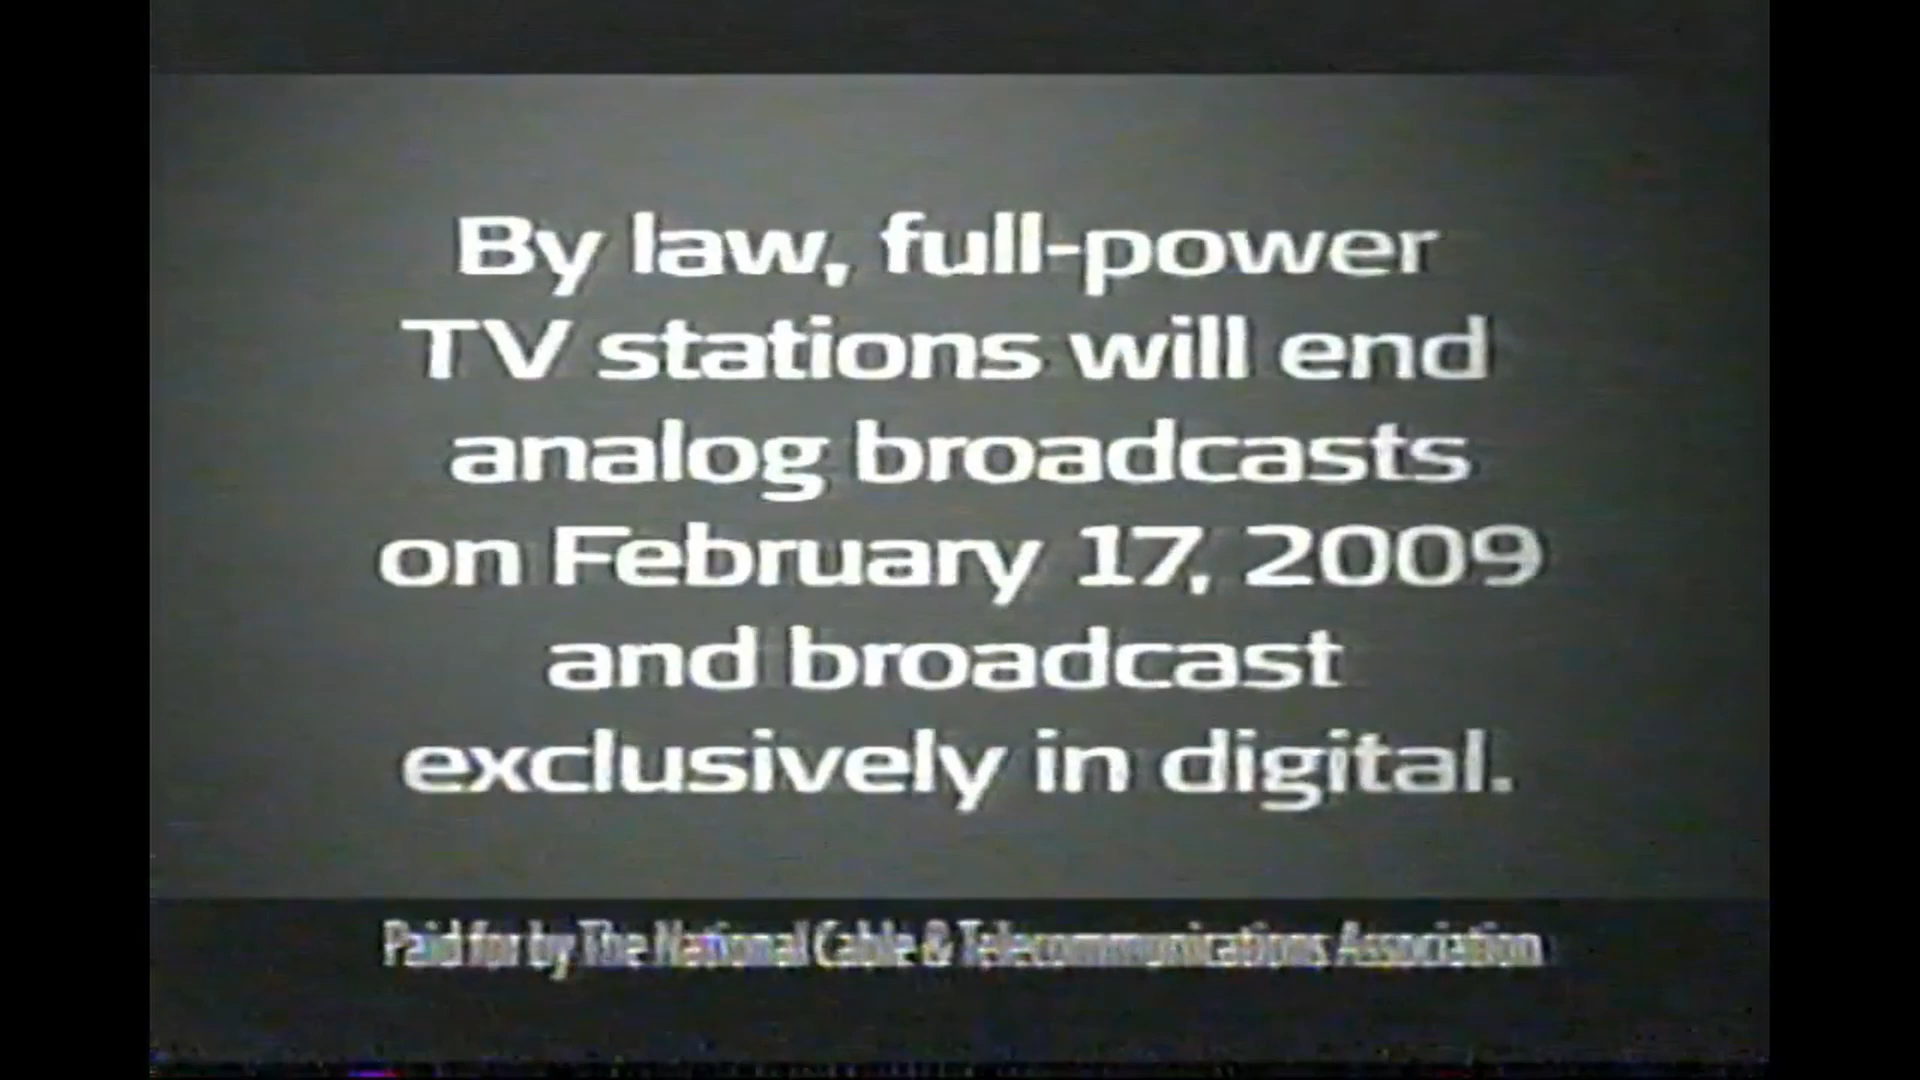 By law, full-power
TV stations will end
analog broadcasts
on February 17, 2009
and broadcast
exclusively in digital.
Paid for by The National Cable & Telecommunications Association